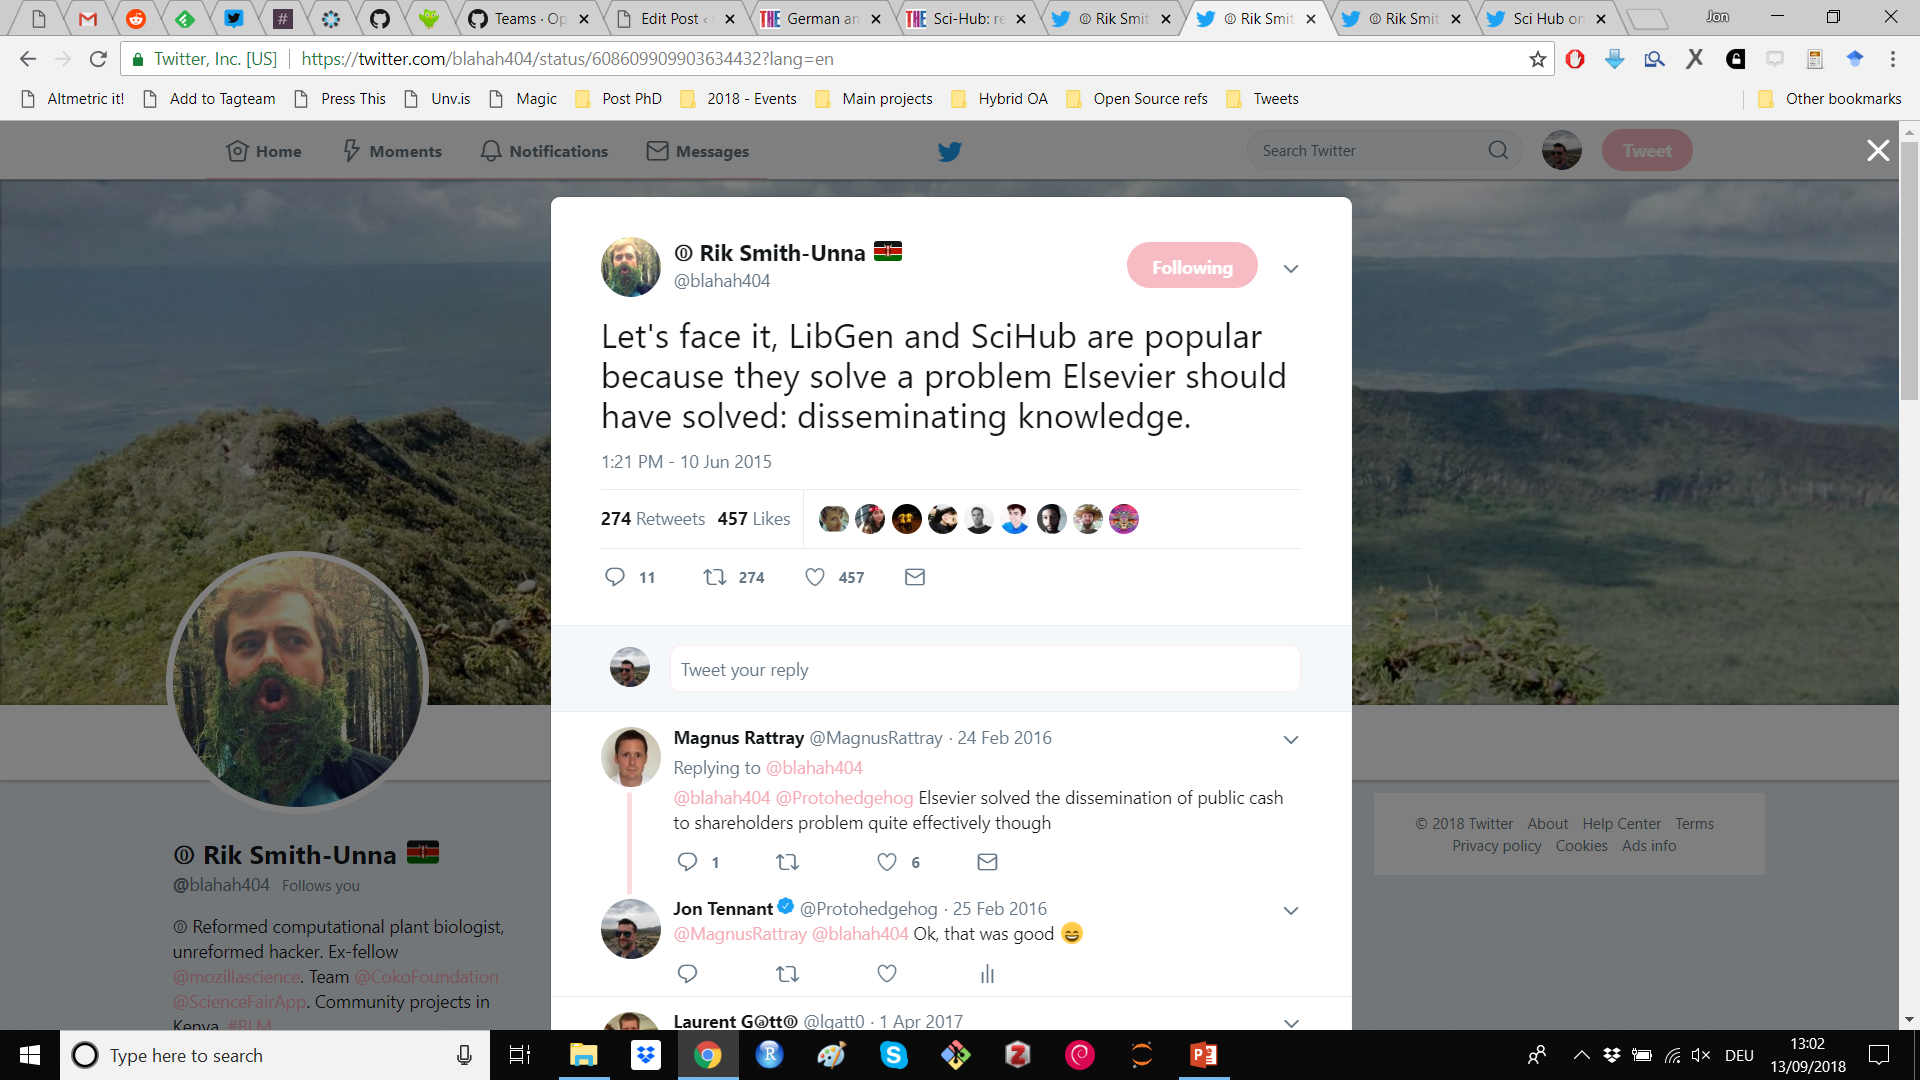 Teams · Op
Edit Post ‹
THE German an
THE Sci-Hub: re
Rik Smit
Rik Smit
Rik Smit
Sci Hub on
Jon
Twitter, Inc. [US] https://twitter.com/blahah404/status/608609909903634432?lang=en
Altmetric it! Add to Tagteam Press This Unv.is Magic Post PhD 2018 - Events Main projects Hybrid OA Open Source refs Tweets Other bookmarks
Home Moments Notifications Messages Search Twitter Tweet
Rik Smith-Unna
@blahah404
Following
Let's face it, LibGen and SciHub are popular
because they solve a problem Elsevier should
have solved: disseminating knowledge.
1:21 PM - 10 Jun 2015
274 Retweets 457 Likes
11 274 457
Tweet your reply
Magnus Rattray @MagnusRattray · 24 Feb 2016
Replying to @blahah404
@blahah404 @Protohedgehog Elsevier solved the dissemination of public cash
to shareholders problem quite effectively though
1 6
Jon Tennant @Protohedgehog · 25 Feb 2016
@MagnusRattray @blahah404 Ok, that was good 😄
Laurent G@tt⓪ @lgatt0 · 1 Apr 2017
⓪ Rik Smith-Unna
@blahah404 Follows you
⓪ Reformed computational plant biologist,
unreformed hacker. Ex-fellow
@mozillascience. Team @CokoFoundation
@ScienceFairApp. Community projects in
Kenya. #BLM
© 2018 Twitter About Help Center Terms
Privacy policy Cookies Ads info
Type here to search
DEU
13:02
13/09/2018